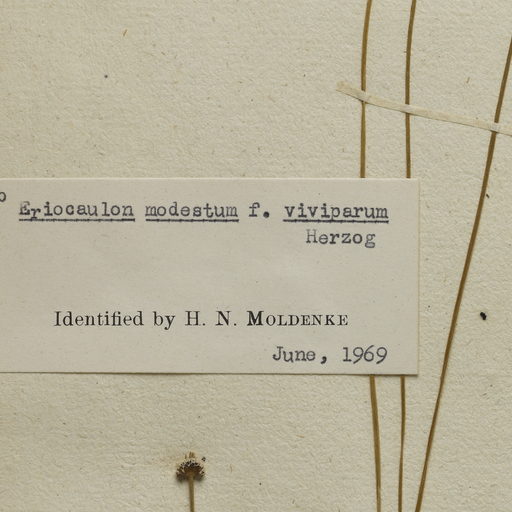 Eriocaulon modestum f. viviparum
Herzog
Identified by H. N. MOLDENKE
June, 1969